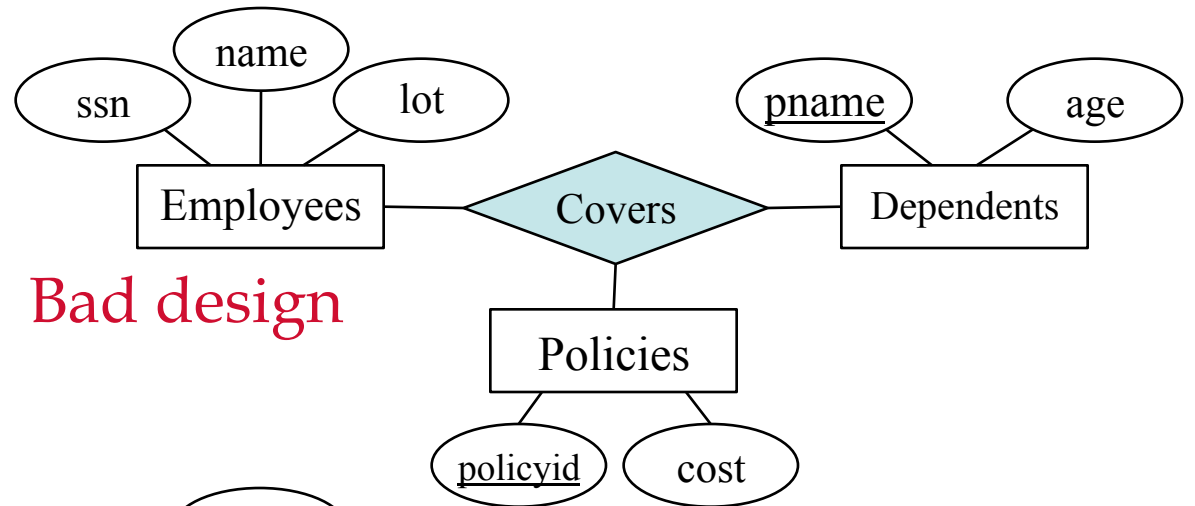 name
ssn
lot
pname
age
Employees
Covers
Dependents
Bad design
Policies
policyid
cost